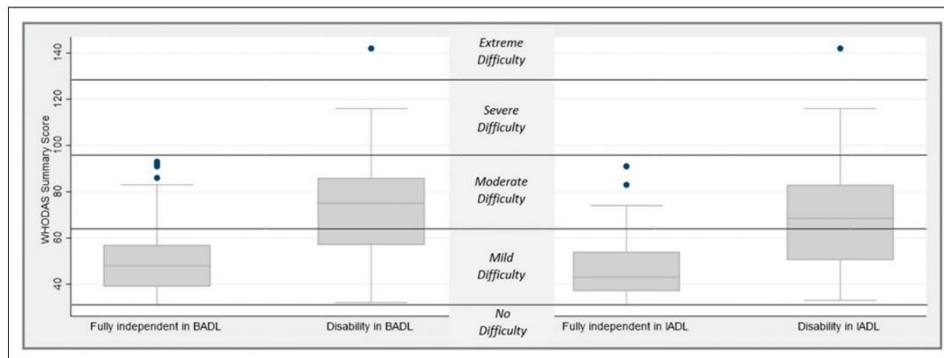 WHODAS Summary Score
140
120
100
80
60
40
Extreme
Difficulty
Severe
Difficulty
Moderate
Difficulty
Mild
Difficulty
No
Difficulty
Fully independent in BADL
Disability in BADL
Fully independent in IADL
Disability in IADL